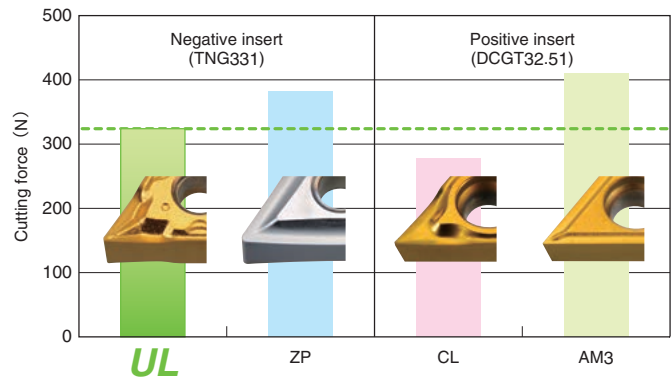 500
400
300
200
100
0
Cutting force (N)
Negative insert
(TNG331)
Positive insert
(DCGT32.51)
UL
ZP
CL
AM3